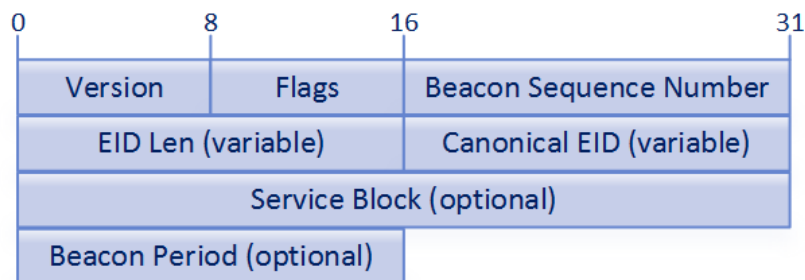 0 8 16 31
Version Flags Beacon Sequence Number
EID Len (variable) Canonical EID (variable)
Service Block (optional)
Beacon Period (optional)